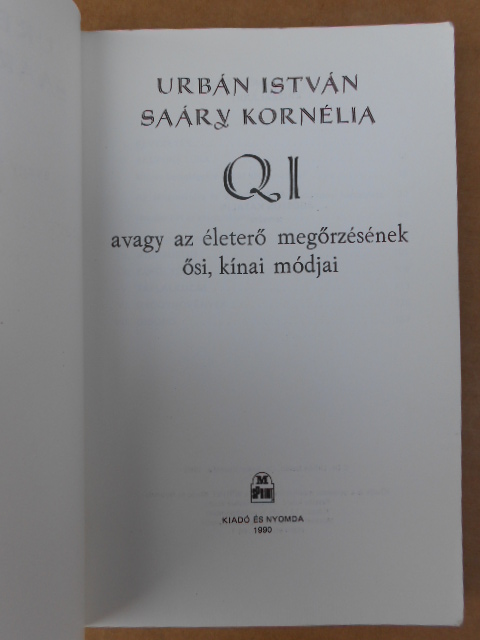 URBÁN ISTVÁN
SAÁRY KORNÉLIA
QI
avagy az életerő megőrzésének
ősi, kínai módjai
M
KIADÓ ÉS NYOMDA
1990